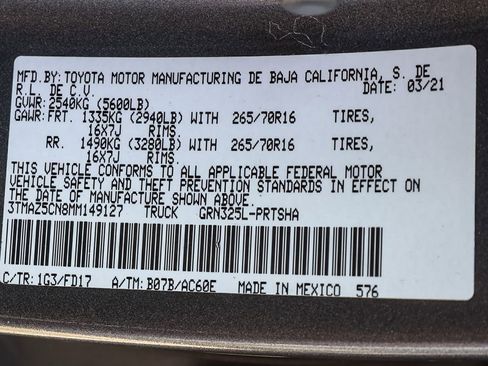 MFD.BY: TOYOTA MOTOR MANUFACTURING DE BAJA CALIFORNIA, S. DE
R.L. DE C.V. DATE: 03/21
GVWR: 2540KG (5600LB)
GAWR: FRT. 1335KG (2940LB) WITH 265/70R16 TIRES,
16X7J RIMS.
RR. 1490KG (3280LB) WITH 265/70R16 TIRES,
16X7J RIMS.
THIS VEHICLE CONFORMS TO ALL APPLICABLE FEDERAL MOTOR
VEHICLE SAFETY AND THEFT PREVENTION STANDARDS IN EFFECT ON
THE DATE OF MANUFACTURE SHOWN ABOVE.
3TMAZ5CN8MM149127 TRUCK GRN325L-PRTSHA
C/TR: 1G3/FD17 A/TM: B07B/AC60E MADE IN MEXICO 576